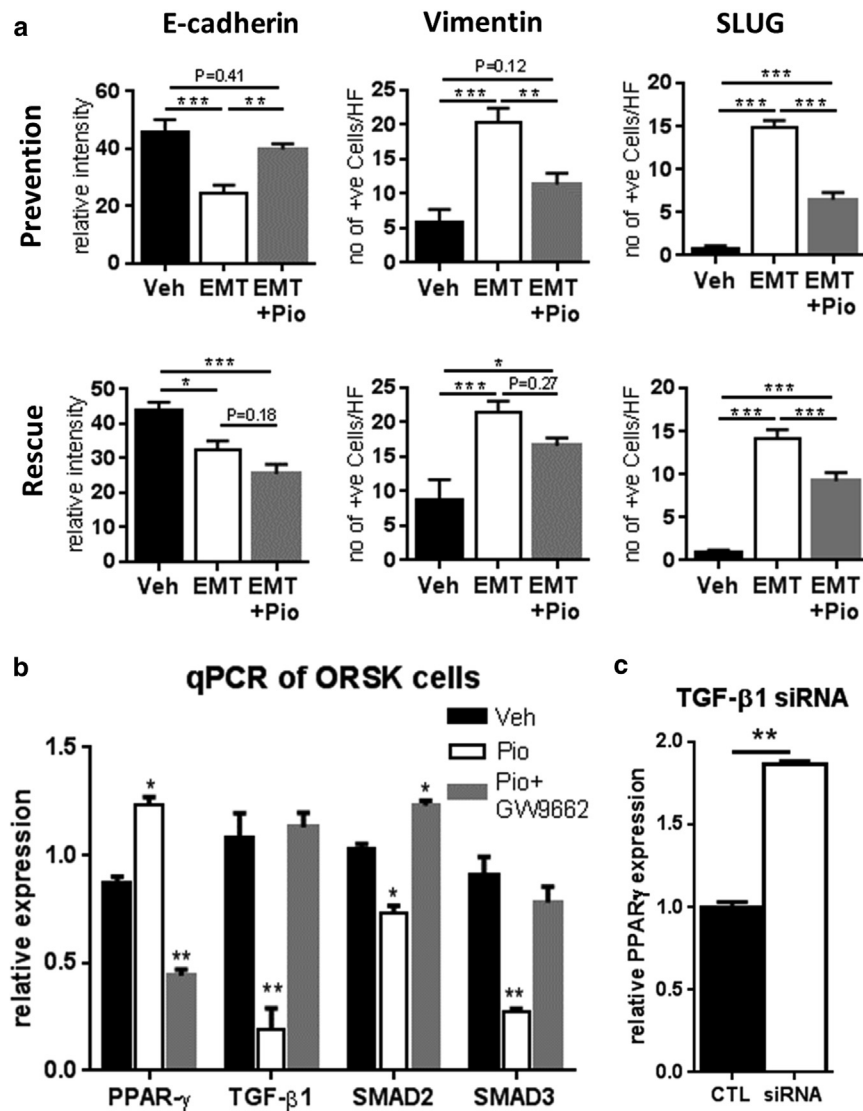 a
E-cadherin
Vimentin
SLUG
Prevention
relative intensity
60
40
20
0
P=0.41
***
**
Veh
EMT
EMT
+Pio
no of +ve Cells/HF
25
20
15
10
5
0
P=0.12
***
**
Veh
EMT
EMT
+Pio
no of +ve Cells/HF
20
15
10
5
0
***
***
***
Veh
EMT
EMT
+Pio
Rescue
relative intensity
50
40
30
20
10
0
***
*
P=0.18
Veh
EMT
EMT
+Pio
no of +ve Cells/HF
25
20
15
10
5
0
*
***
P=0.27
Veh
EMT
EMT
+Pio
no of +ve Cells/HF
20
15
10
5
0
***
***
***
Veh
EMT
EMT
+Pio
b
qPCR of ORSK cells
relative expression
1.5
1.0
0.5
0.0
Veh
Pio
Pio+
GW9662
*
**
**
*
*
**
PPAR-γ
TGF-β1
SMAD2
SMAD3
c
TGF-β1 siRNA
relative PPARγ expression
2.0
1.5
1.0
0.5
0.0
**
CTL
siRNA